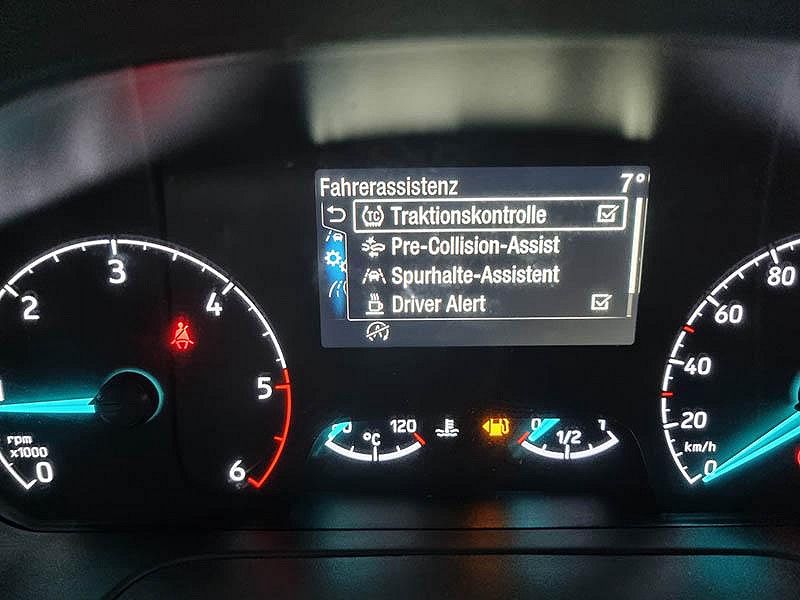 Fahrerassistenz 7°
TC Traktionskontrolle
Pre-Collision-Assist
Spurhalte-Assistent
Driver Alert
A
2 3 4 5 6
rpm
x1000 0
°C 120
0 1/2 1
80
60
40
20
km/h
0